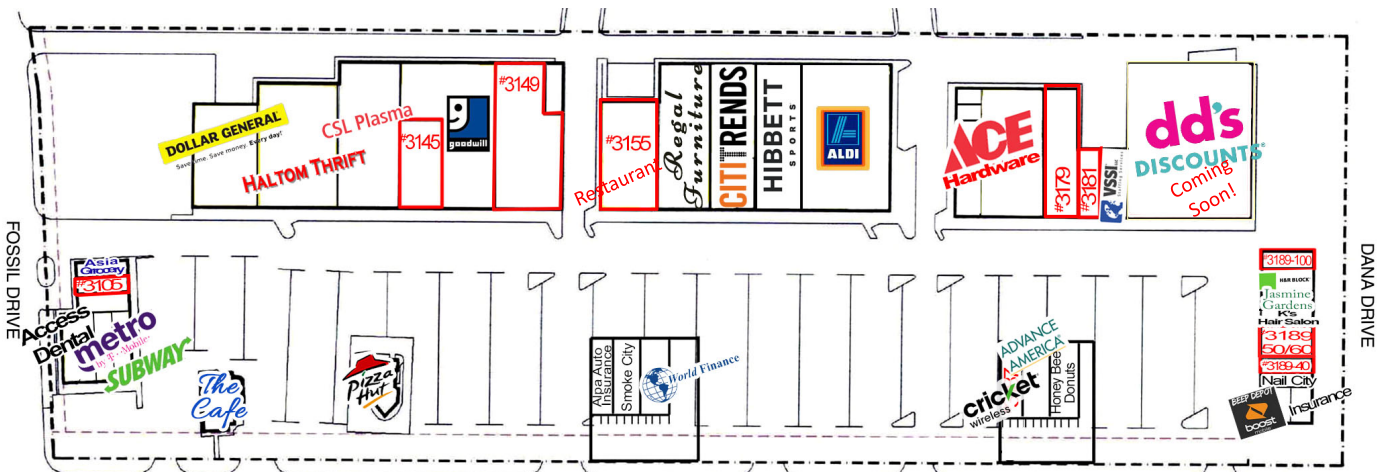 DOLLAR GENERAL
Save time. Save money. Every day!
CSL Plasma
HALTOM THRIFT
#3145
goodwill
#3149
#3155
Restaurant
Regal
Furniture
CITITRENDS
HIBBETT
SPORTS
ALDI
ACE
Hardware
#3179
#3181
VSSI
dd's
DISCOUNTS
Coming
Soon!
FOSSIL DRIVE
DANA DRIVE
Asia
Grocery
#3105
Access
Dental
metro
by T-Mobile
SUBWAY
The
Cafe
Pizza
Hut
Alpa Auto
Insurance
Smoke City
World Finance
ADVANCE
AMERICA
cricket
wireless
Honey Bee
Donuts
#3189-100
H&R BLOCK
Jasmine
Gardens
K's
Hair Salon
#3189
50/60
#3189-40
Nail City
BEEP DEPOT
boost
mobile
Insurance